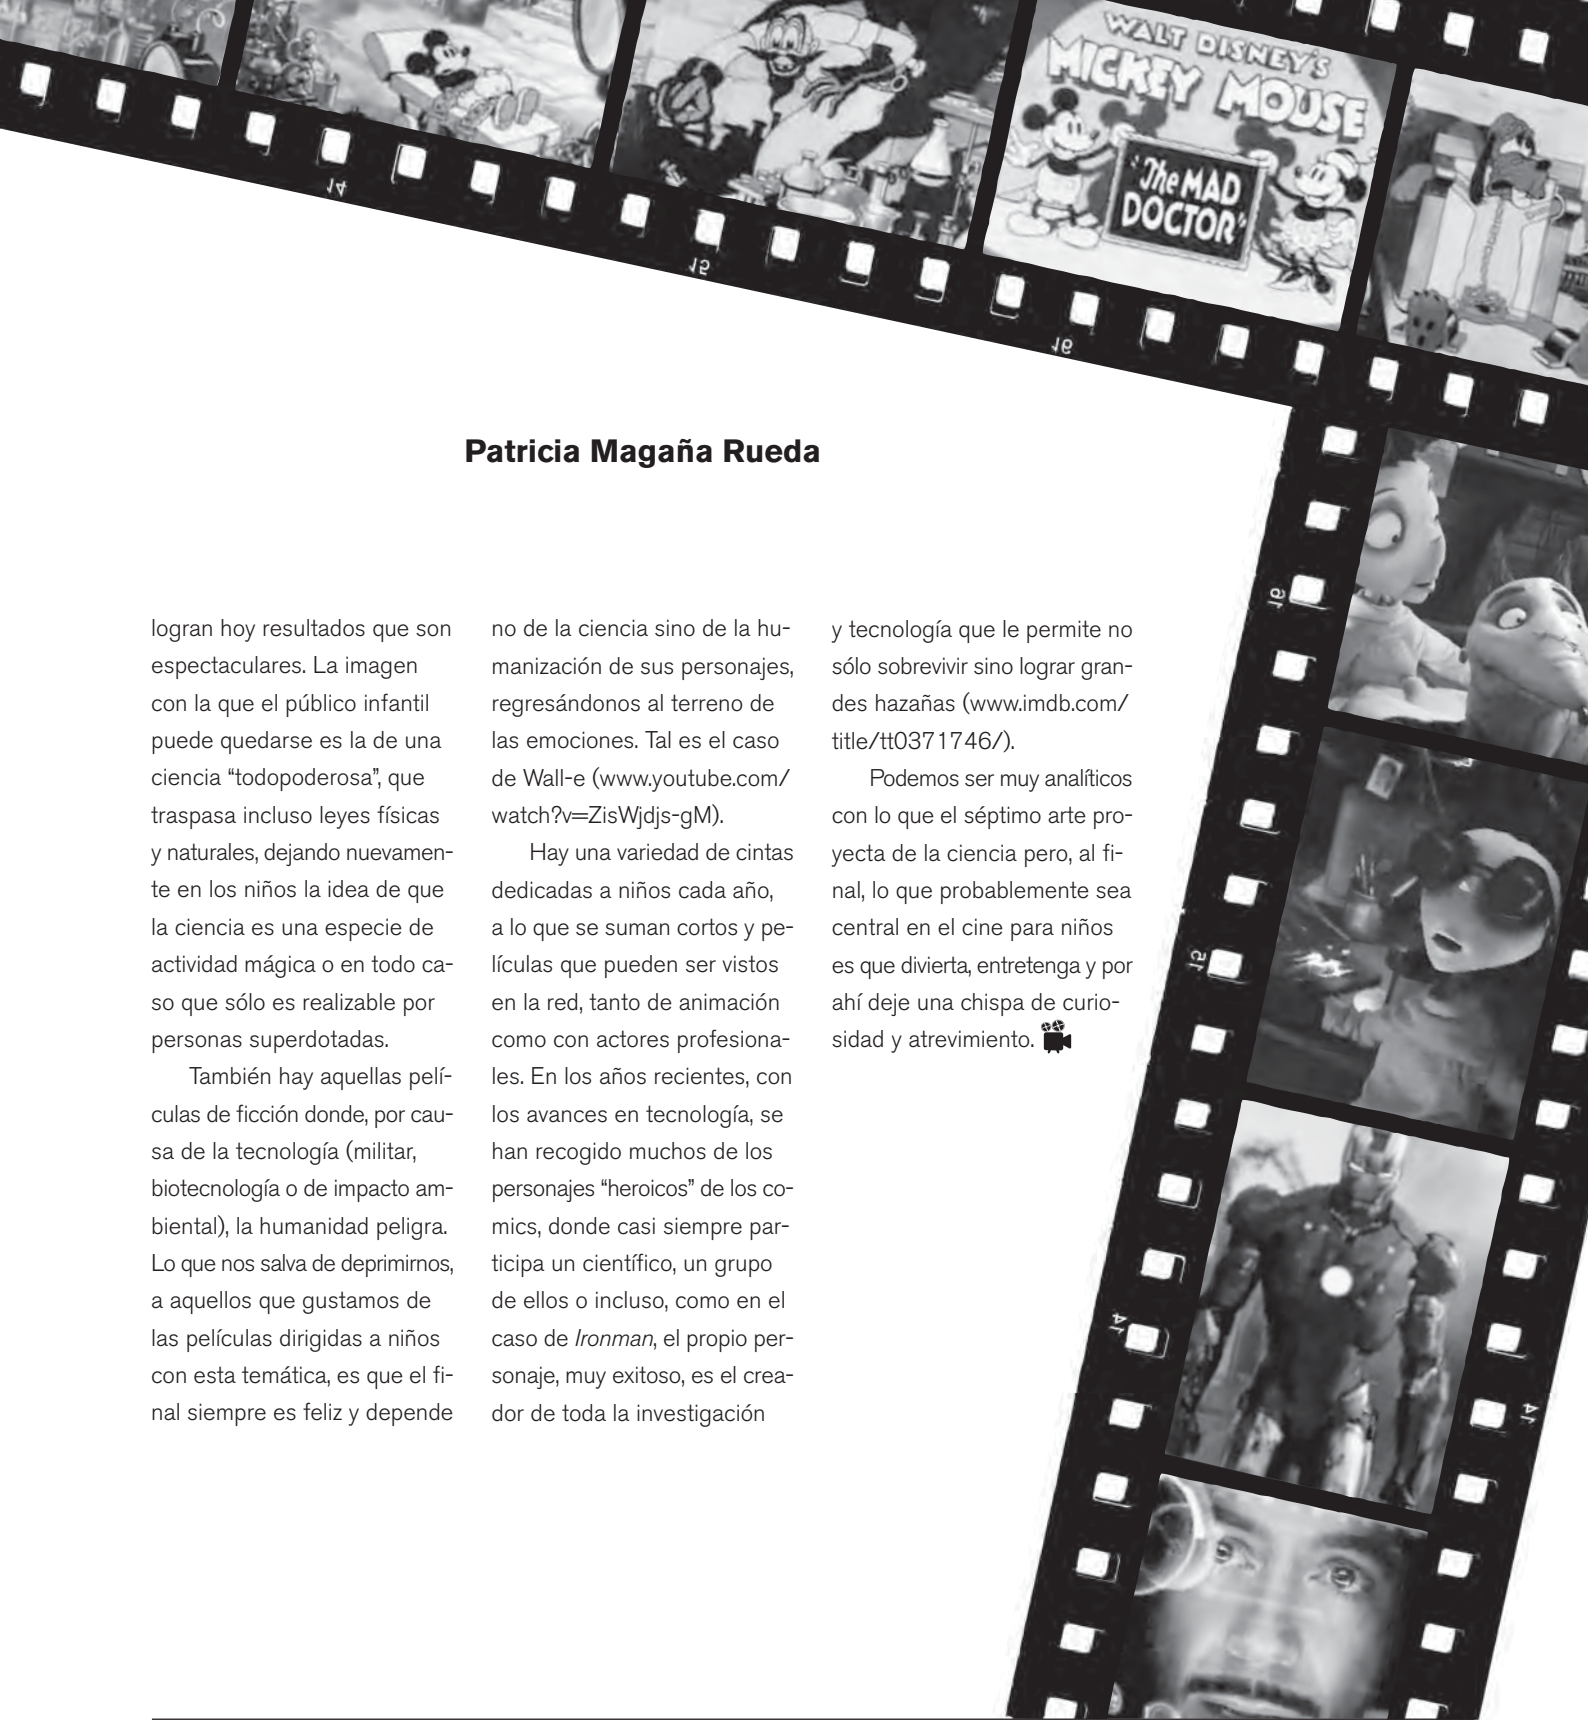 WALT DISNEY'S
MICKEY MOUSE
"The MAD
DOCTOR"
14
15
16
Patricia Magaña Rueda
logran hoy resultados que son
espectaculares. La imagen
con la que el público infantil
puede quedarse es la de una
ciencia “todopoderosa”, que
traspasa incluso leyes físicas
y naturales, dejando nuevamen-
te en los niños la idea de que
la ciencia es una especie de
actividad mágica o en todo ca-
so que sólo es realizable por
personas superdotadas.
También hay aquellas pelí-
culas de ficción donde, por cau-
sa de la tecnología (militar,
biotecnología o de impacto am-
biental), la humanidad peligra.
Lo que nos salva de deprimirnos,
a aquellos que gustamos de
las películas dirigidas a niños
con esta temática, es que el fi-
nal siempre es feliz y depende
no de la ciencia sino de la hu-
manización de sus personajes,
regresándonos al terreno de
las emociones. Tal es el caso
de Wall-e (www.youtube.com/
watch?v=ZisWjdjs-gM).
Hay una variedad de cintas
dedicadas a niños cada año,
a lo que se suman cortos y pe-
lículas que pueden ser vistos
en la red, tanto de animación
como con actores profesiona-
les. En los años recientes, con
los avances en tecnología, se
han recogido muchos de los
personajes “heroicos” de los co-
mics, donde casi siempre par-
ticipa un científico, un grupo
de ellos o incluso, como en el
caso de Ironman, el propio per-
sonaje, muy exitoso, es el crea-
dor de toda la investigación
y tecnología que le permite no
sólo sobrevivir sino lograr gran-
des hazañas (www.imdb.com/
title/tt0371746/).
Podemos ser muy analíticos
con lo que el séptimo arte pro-
yecta de la ciencia pero, al fi-
nal, lo que probablemente sea
central en el cine para niños
es que divierta, entretenga y por
ahí deje una chispa de curio-
sidad y atrevimiento.
16
15
14
14